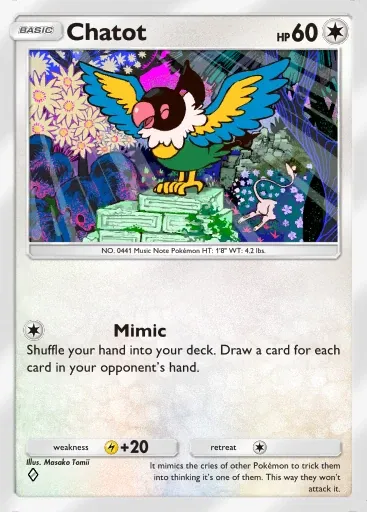 BASIC Chatot HP 60
NO. 0441 Music Note Pokémon HT: 1'8" WT: 4.2 lbs.
Mimic
Shuffle your hand into your deck. Draw a card for each
card in your opponent's hand.
weakness +20 retreat
Illus. Masako Tomii
It mimics the cries of other Pokémon to trick them
into thinking it's one of them. This way they won't
attack it.